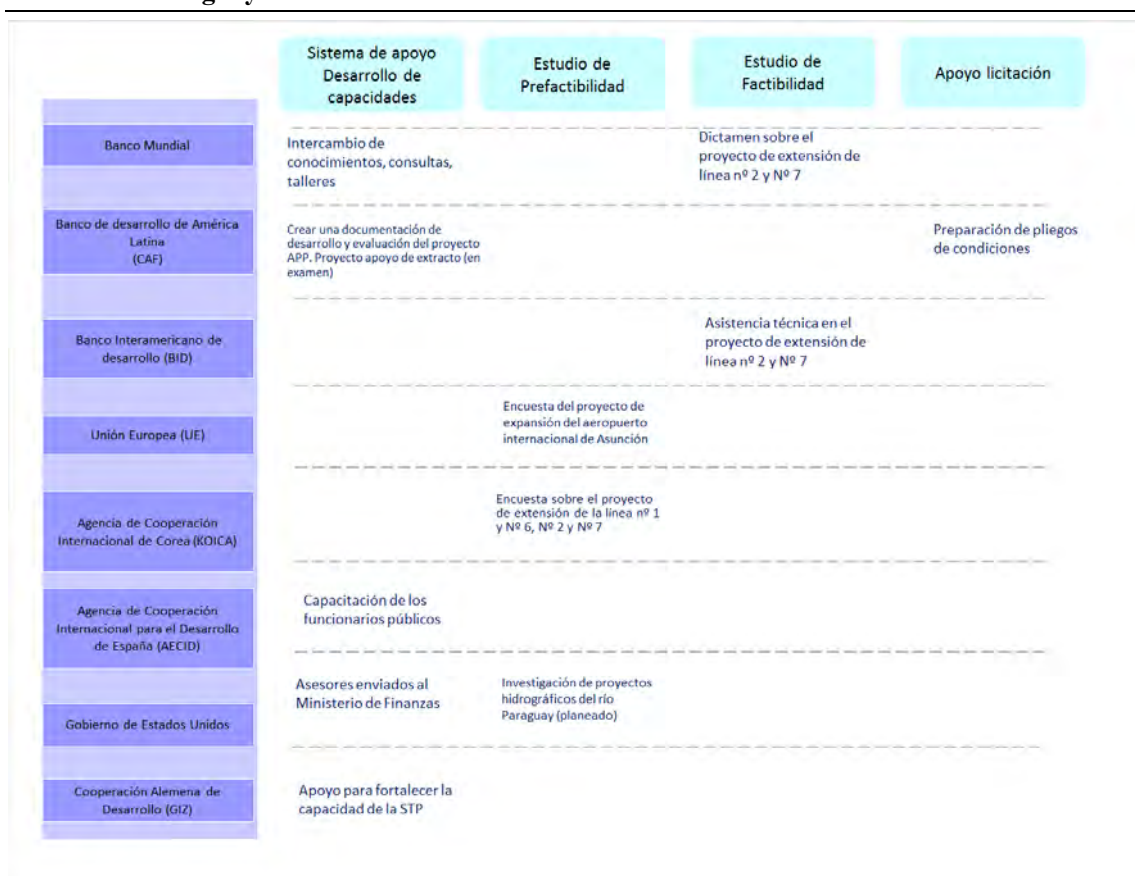 Sistema de apoyo
Desarrollo de
capacidades
Estudio de
Prefactibilidad
Estudio de
Factibilidad
Apoyo licitación
Banco Mundial
Intercambio de
conocimientos, consultas,
talleres
Dictamen sobre el
proyecto de extensión de
línea nº 2 y Nº 7
Banco de desarrollo de América
Latina
(CAF)
Crear una documentación de
desarrollo y evaluación del proyecto
APP. Proyecto apoyo de extracto (en
examen)
Preparación de pliegos
de condiciones
Banco Interamericano de
desarrollo (BID)
Asistencia técnica en el
proyecto de extensión de
línea nº 2 y Nº 7
Unión Europea (UE)
Encuesta del proyecto de
expansión del aeropuerto
internacional de Asunción
Agencia de Cooperación
Internacional de Corea (KOICA)
Encuesta sobre el proyecto
de extensión de la línea nº 1
y Nº 6, Nº 2 y Nº 7
Agencia de Cooperación
Internacional para el Desarrollo
de España (AECID)
Capacitación de los
funcionarios públicos
Gobierno de Estados Unidos
Asesores enviados al
Ministerio de Finanzas
Investigación de proyectos
hidrográficos del río
Paraguay (planeado)
Cooperación Alemena de
Desarrollo (GIZ)
Apoyo para fortalecer la
capacidad de la STP